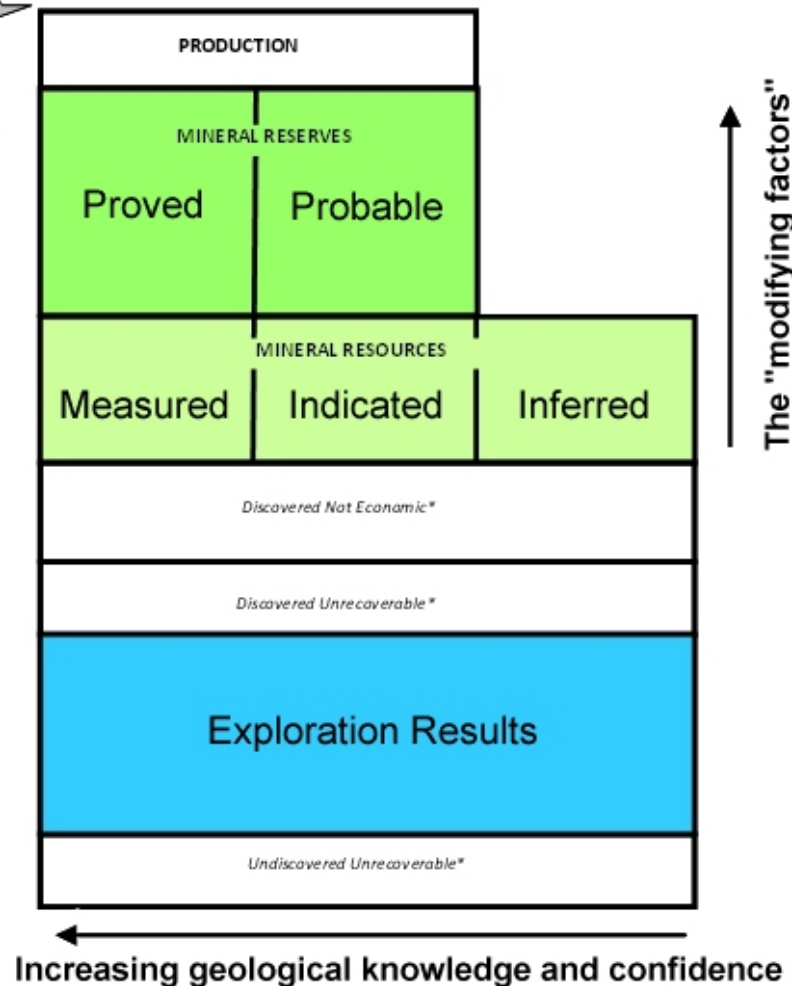 PRODUCTION
MINERAL RESERVES
Proved
Probable
MINERAL RESOURCES
Measured
Indicated
Inferred
Discovered Not Economic*
Discovered Unrecoverable*
Exploration Results
Undiscovered Unrecoverable*
The "modifying factors"
Increasing geological knowledge and confidence